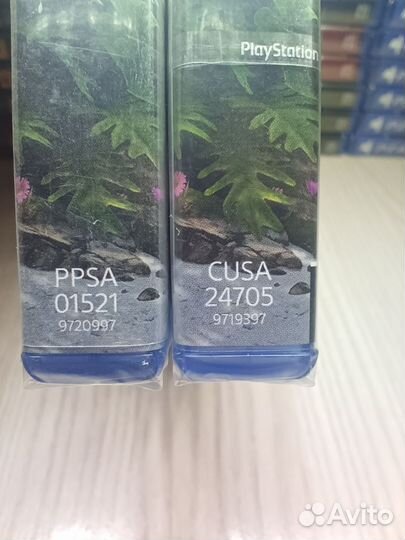 PlayStation
PPSA
01521
9720997
CUSA
24705
9719397
Avito